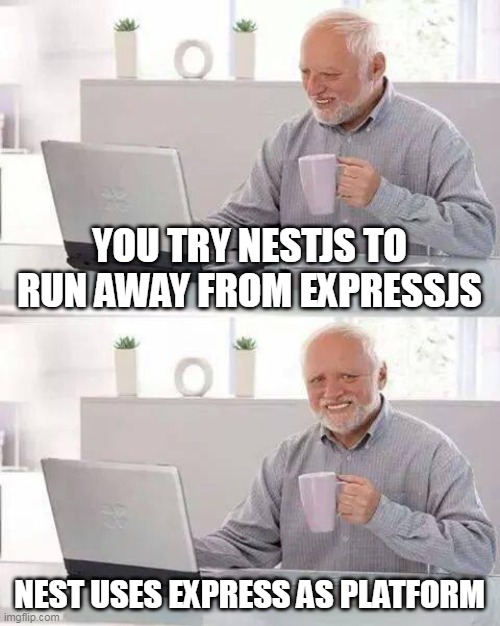 YOU TRY NESTJS TO
RUN AWAY FROM EXPRESSJS
NEST USES EXPRESS AS PLATFORM
imgflip.com